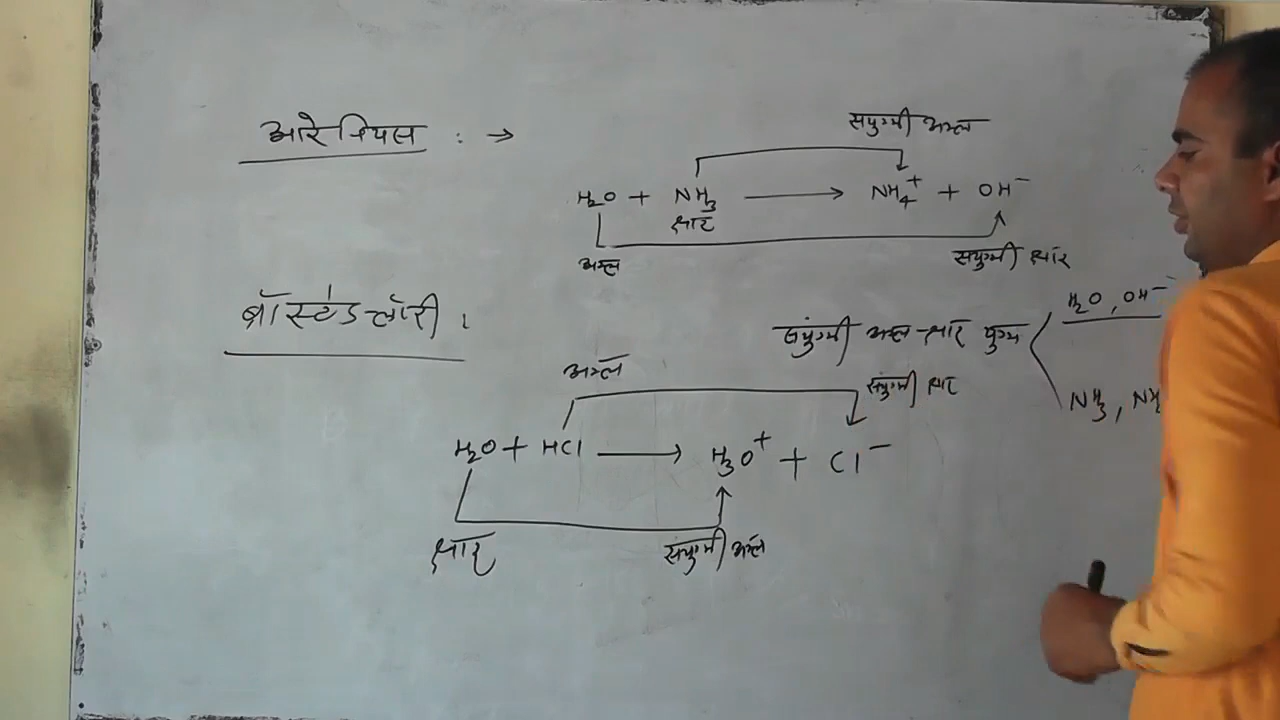 आरेनियस : →
संयुग्मी अम्ल
H₂O + NH₃ → NH₄⁺ + OH⁻
क्षार
अम्ल
संयुग्मी क्षार
ब्रॉस्टेड लॉरी :
संयुग्मी अम्ल-क्षार युग्म
H₂O, OH⁻
NH₃,
अम्ल
संयुग्मी क्षार
H₂O + HCl → H₃O⁺ + Cl⁻
क्षार
संयुग्मी अम्ल